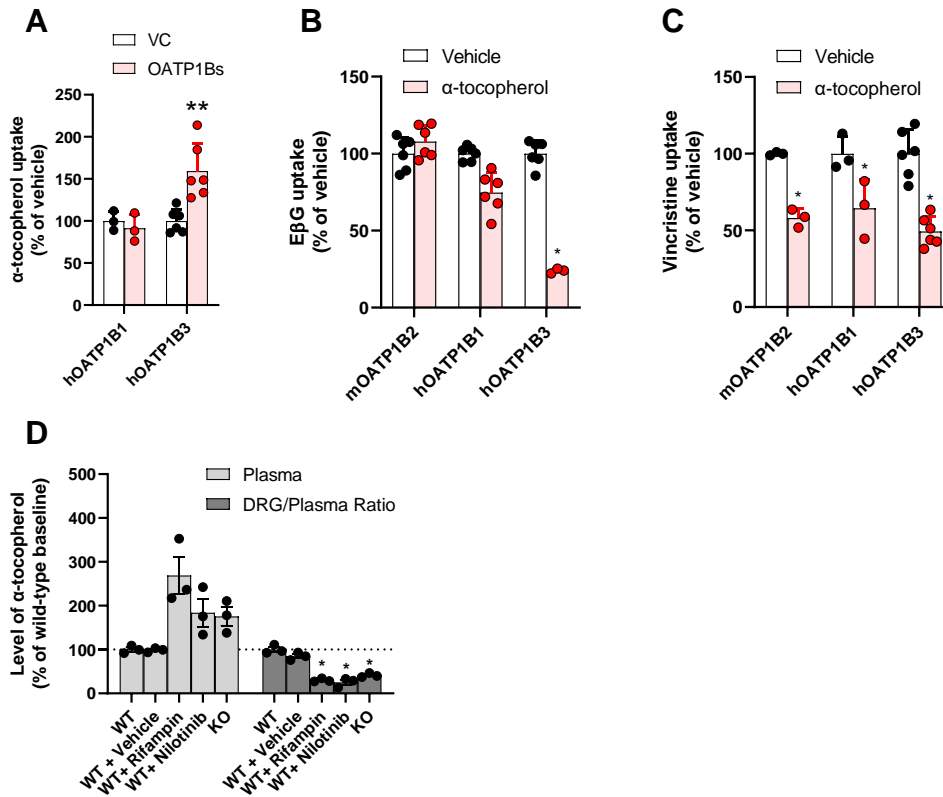 A
VC
OATP1Bs
α-tocopherol uptake
(% of vehicle)
250
200
150
100
50
0
**
hOATP1B1
hOATP1B3
B
Vehicle
α-tocopherol
EβG uptake
(% of vehicle)
150
100
50
0
*
mOATP1B2
hOATP1B1
hOATP1B3
C
Vehicle
α-tocopherol
Vincristine uptake
(% of vehicle)
150
100
50
0
*
*
*
mOATP1B2
hOATP1B1
hOATP1B3
D
Plasma
DRG/Plasma Ratio
Level of α-tocopherol
(% of wild-type baseline)
500
400
300
200
100
0
*
*
*
WT
WT + Vehicle
WT+ Rifampin
WT+ Nilotinib
KO
WT
WT + Vehicle
WT+ Rifampin
WT+ Nilotinib
KO